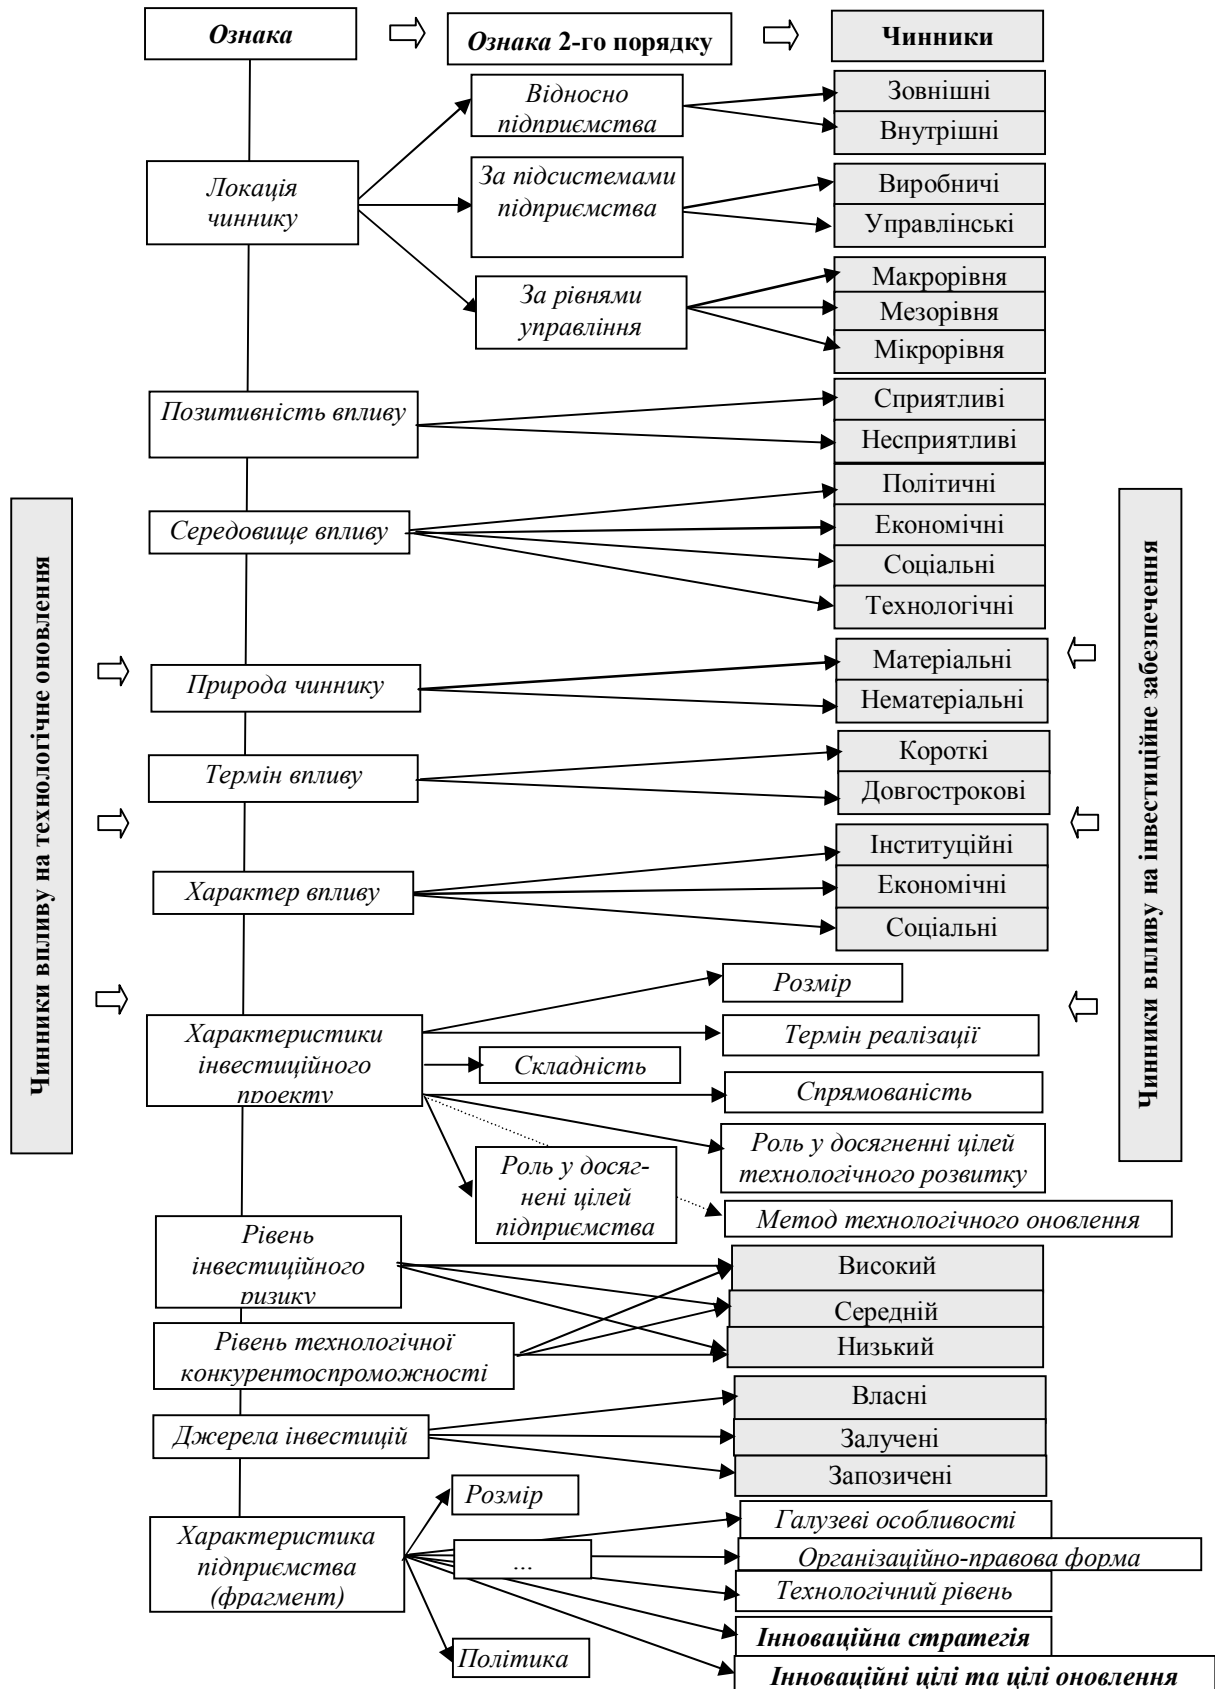 Ознака
Ознака 2-го порядку
Чинники
Відносно
підприємства
Зовнішні
Внутрішні
Локація
чиннику
За підсистемами
підприємства
Виробничі
Управлінські
За рівнями
управління
Макрорівня
Мезорівня
Мікрорівня
Позитивність впливу
Сприятливі
Несприятливі
Середовище впливу
Політичні
Економічні
Соціальні
Технологічні
Чинники впливу на технологічне оновлення
Чинники впливу на інвестиційне забезпечення
Природа чиннику
Матеріальні
Нематеріальні
Термін впливу
Короткі
Довгострокові
Характер впливу
Інституційні
Економічні
Соціальні
Характеристики
інвестиційного
проекту
Розмір
Термін реалізації
Складність
Спрямованість
Роль у досягненні цілей
технологічного розвитку
Роль у досяг-
нені цілей
підприємства
Метод технологічного оновлення
Рівень
інвестиційного
ризику
Високий
Середній
Низький
Рівень технологічної
конкурентоспроможності
Джерела інвестицій
Власні
Залучені
Запозичені
Характеристика
підприємства
(фрагмент)
Розмір
...
Політика
Галузеві особливості
Організаційно-правова форма
Технологічний рівень
Інноваційна стратегія
Інноваційні цілі та цілі оновлення